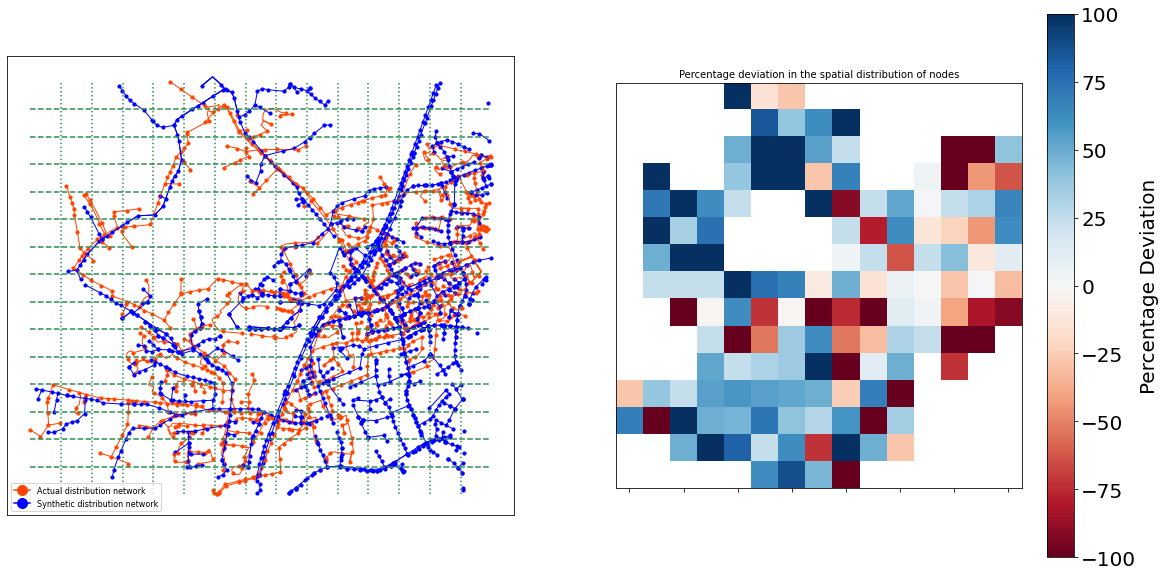 Actual distribution network
Synthetic distribution network
Percentage deviation in the spatial distribution of nodes
100
75
50
25
0
−25
−50
−75
−100
Percentage Deviation